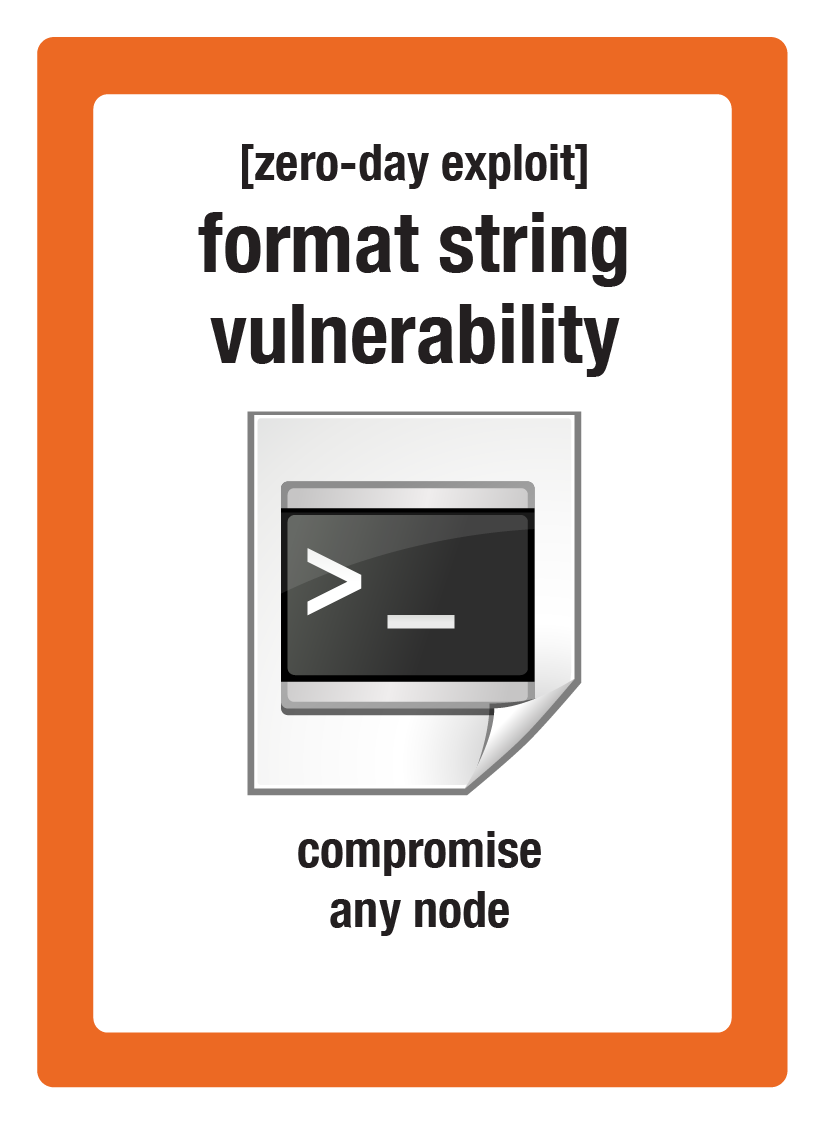 [zero-day exploit]
format string
vulnerability
>_
compromise
any node